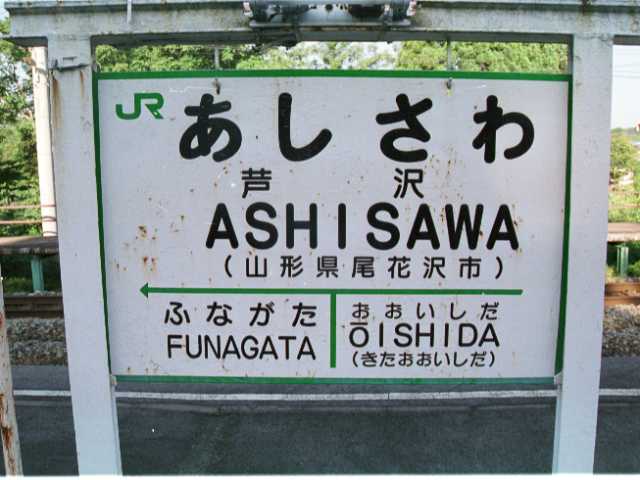 JR
あしさわ
芦沢
ASHISAWA
(山形県尾花沢市)
ふながた
FUNAGATA
おおいしだ
ŌISHIDA
(きたおおいしだ)